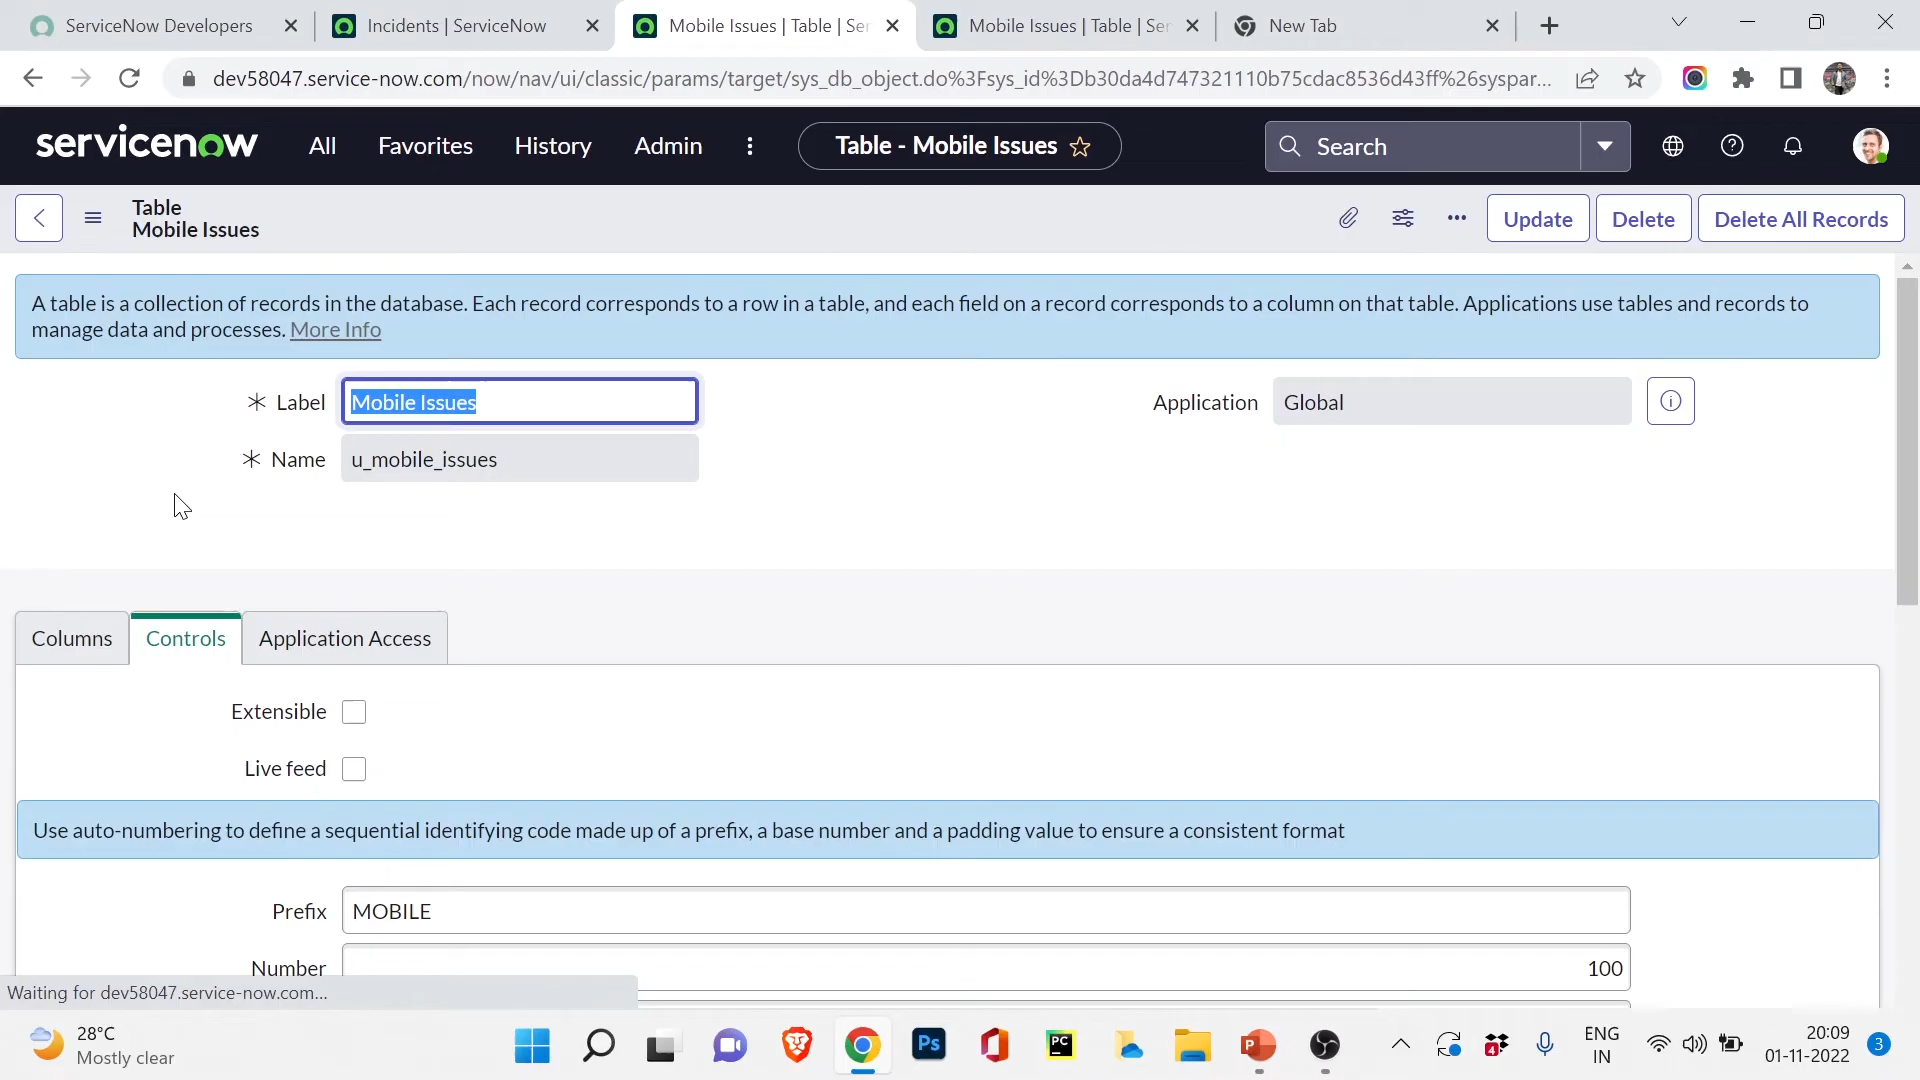 ServiceNow Developers
Incidents | ServiceNow
Mobile Issues | Table | Ser
Mobile Issues | Table | Ser
New Tab
dev58047.service-now.com/now/nav/ui/classic/params/target/sys_db_object.do%3Fsys_id%3Db30da4d747321110b75cdac8536d43ff%26syspar...
servicenow
All
Favorites
History
Admin
Table - Mobile Issues
Search
Table
Mobile Issues
Update
Delete
Delete All Records
A table is a collection of records in the database. Each record corresponds to a row in a table, and each field on a record corresponds to a column on that table. Applications use tables and records to
manage data and processes. More Info
Label
Mobile Issues
Application
Global
Name
u_mobile_issues
Columns
Controls
Application Access
Extensible
Live feed
Use auto-numbering to define a sequential identifying code made up of a prefix, a base number and a padding value to ensure a consistent format
Prefix
MOBILE
Number
100
Waiting for dev58047.service-now.com...
28°C
Mostly clear
Ps
PC
P
4
ENG
IN
20:09
01-11-2022
3